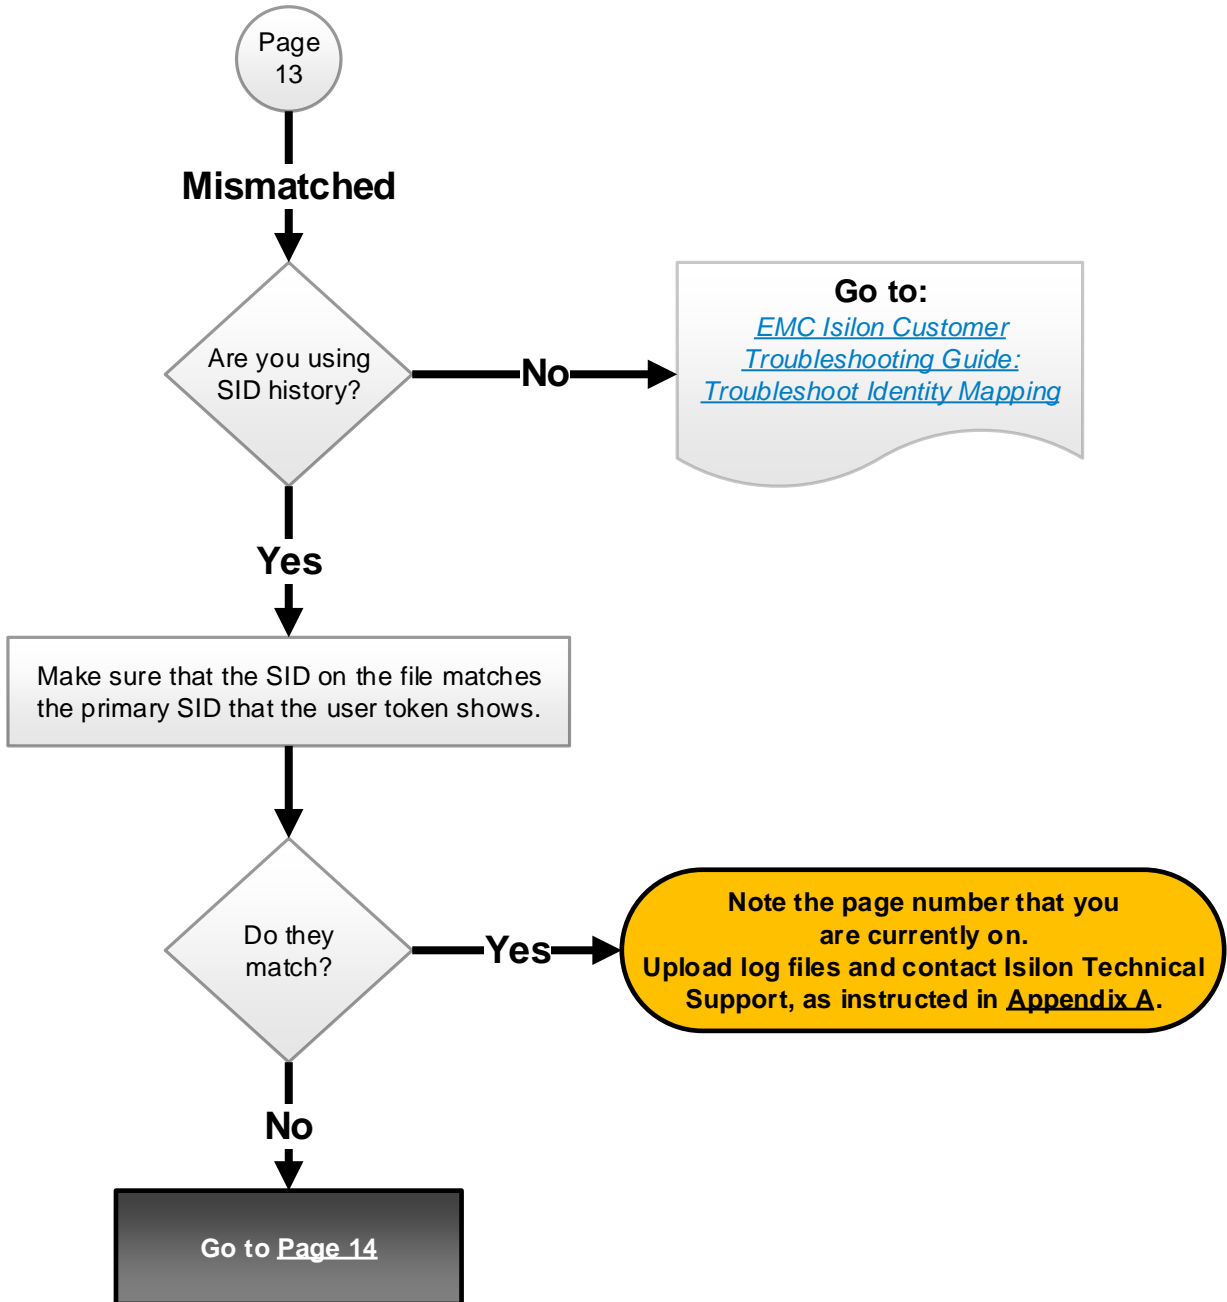 Page
13
Mismatched
Are you using
SID history?
No
Go to:
EMC Isilon Customer
Troubleshooting Guide:
Troubleshoot Identity Mapping
Yes
Make sure that the SID on the file matches
the primary SID that the user token shows.
Do they
match?
Yes
Note the page number that you
are currently on.
Upload log files and contact Isilon Technical
Support, as instructed in Appendix A.
No
Go to Page 14